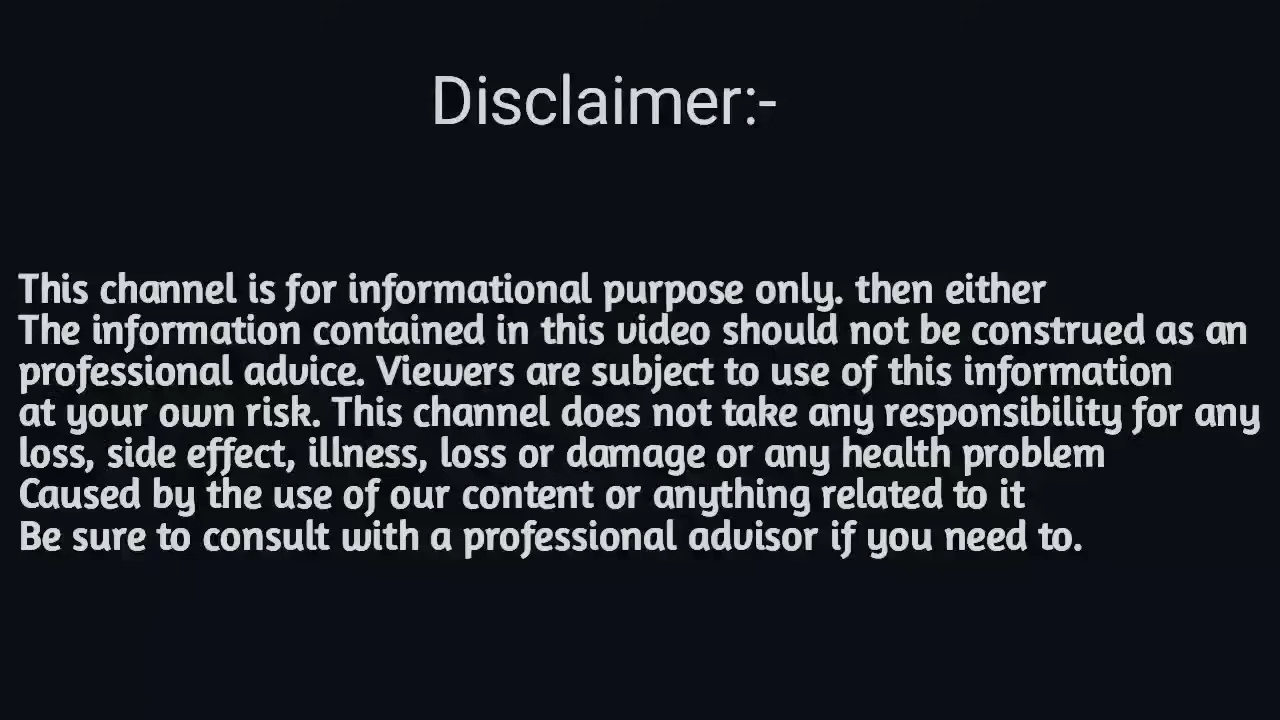 Disclaimer:-
This channel is for informational purpose only. then either
The information contained in this video should not be construed as an
professional advice. Viewers are subject to use of this information
at your own risk. This channel does not take any responsibility for any
loss, side effect, illness, loss or damage or any health problem
Caused by the use of our content or anything related to it
Be sure to consult with a professional advisor if you need to.